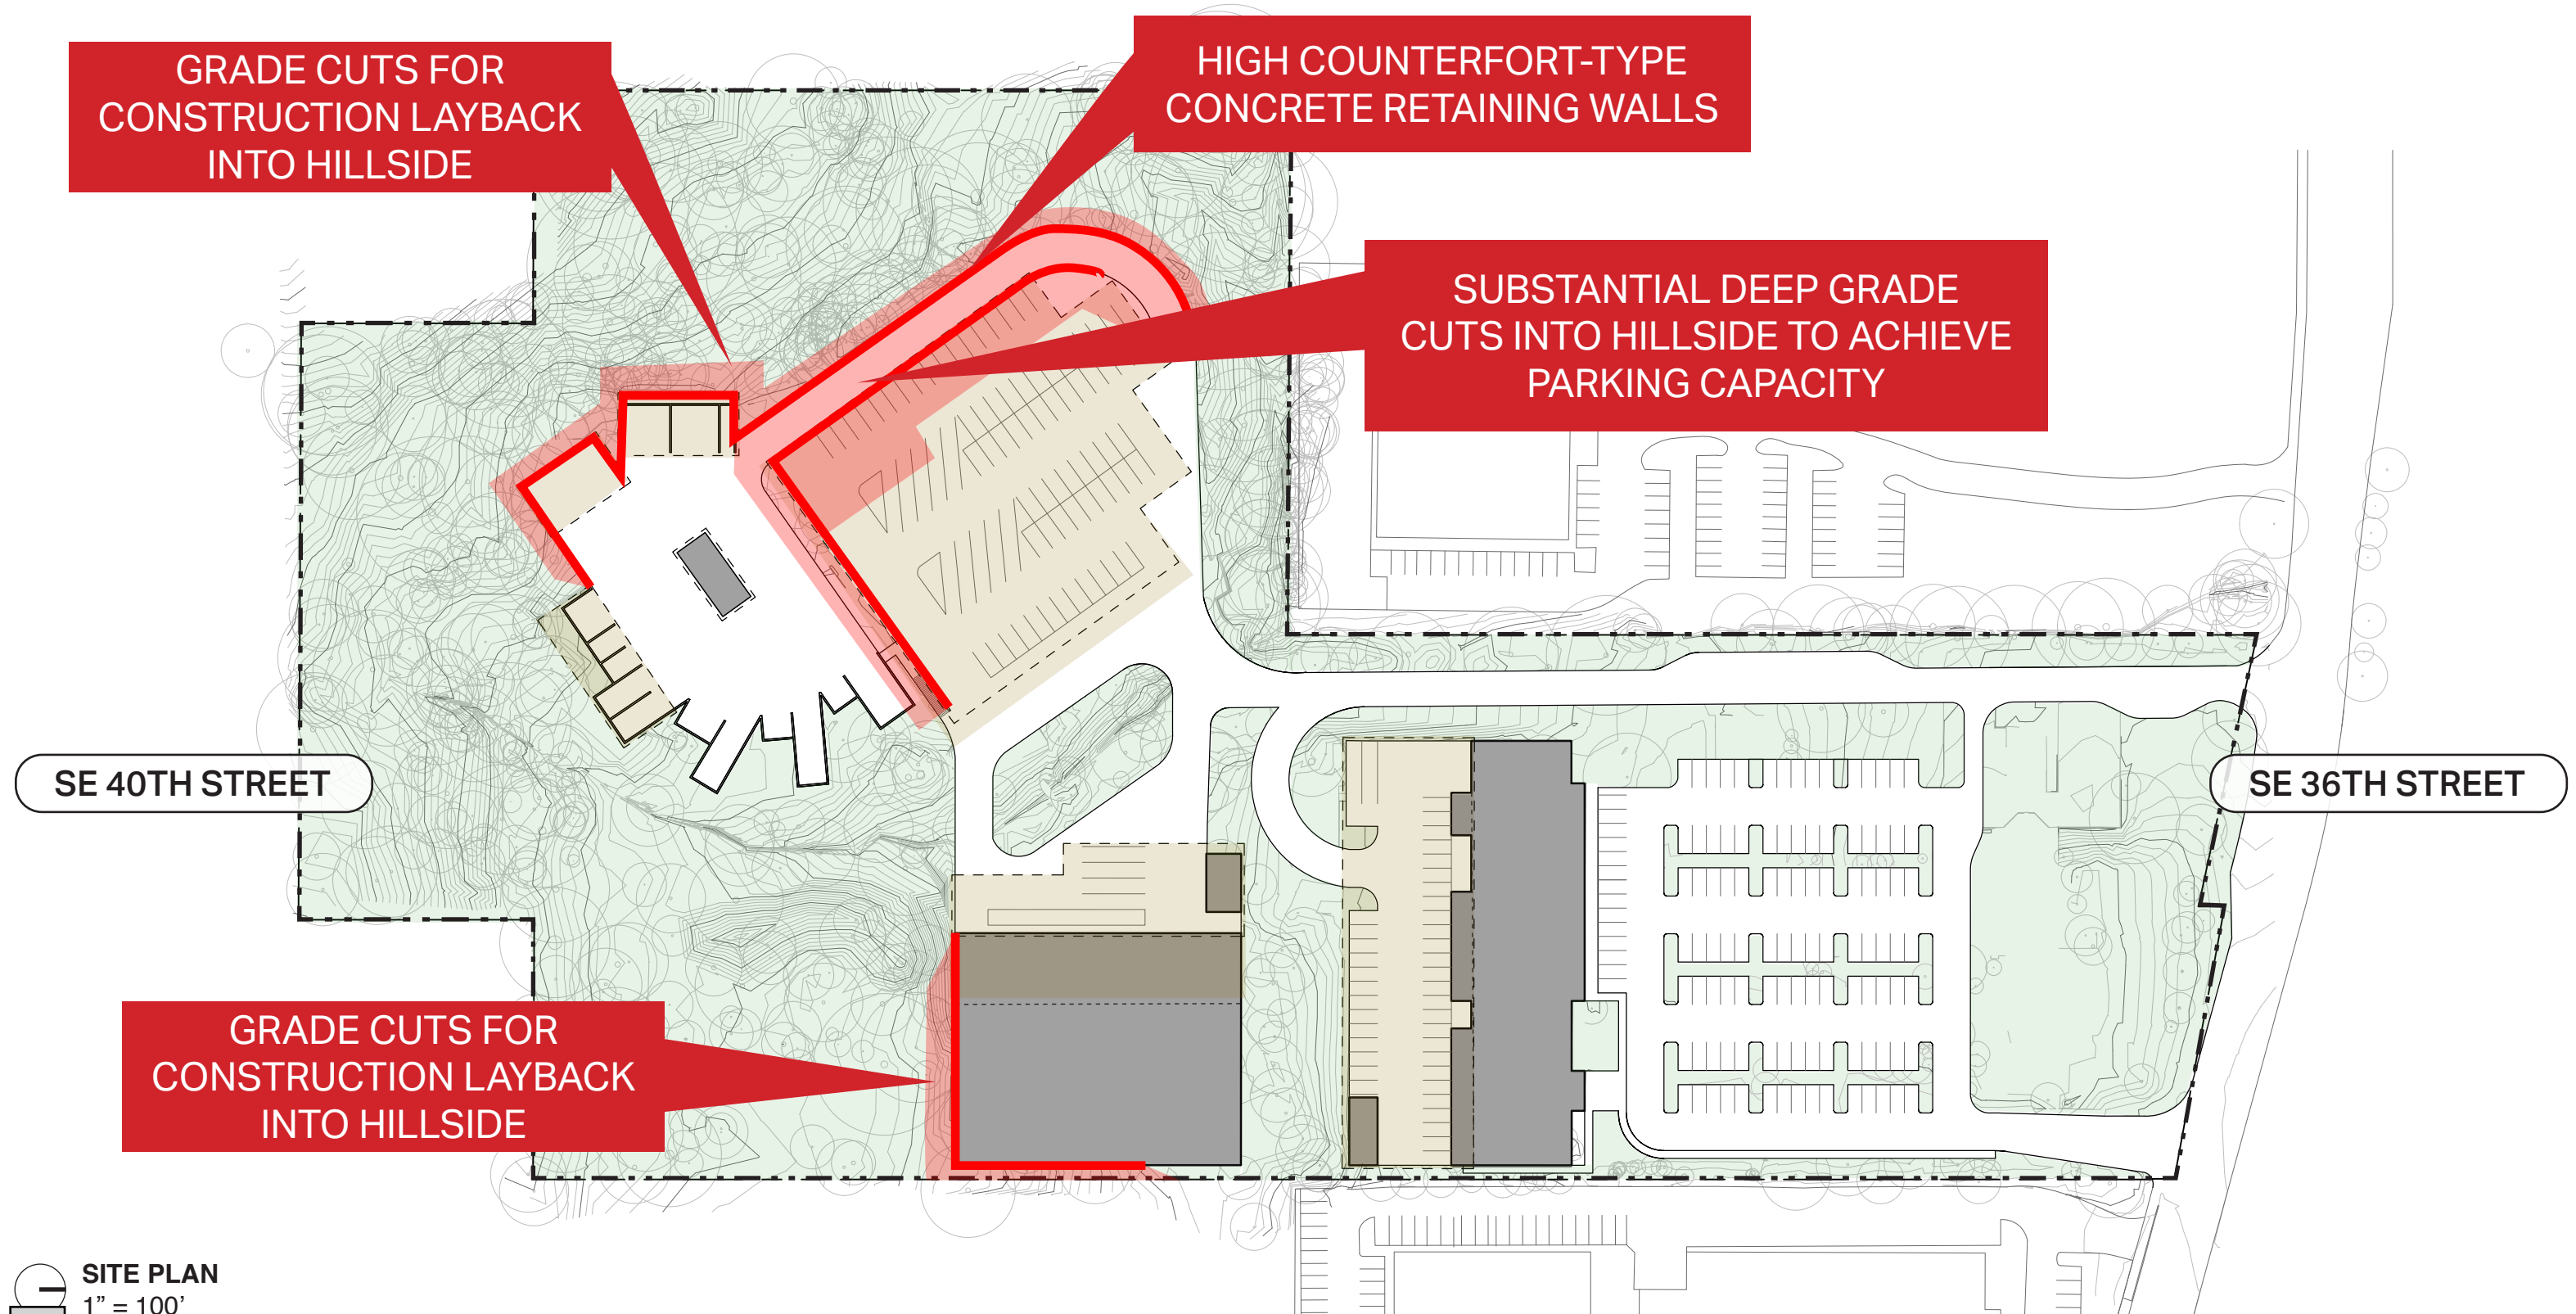 GRADE CUTS FOR
CONSTRUCTION LAYBACK
INTO HILLSIDE
HIGH COUNTERFORT-TYPE
CONCRETE RETAINING WALLS
SUBSTANTIAL DEEP GRADE
CUTS INTO HILLSIDE TO ACHIEVE
PARKING CAPACITY
SE 40TH STREET
SE 36TH STREET
GRADE CUTS FOR
CONSTRUCTION LAYBACK
INTO HILLSIDE
SITE PLAN
1” = 100’